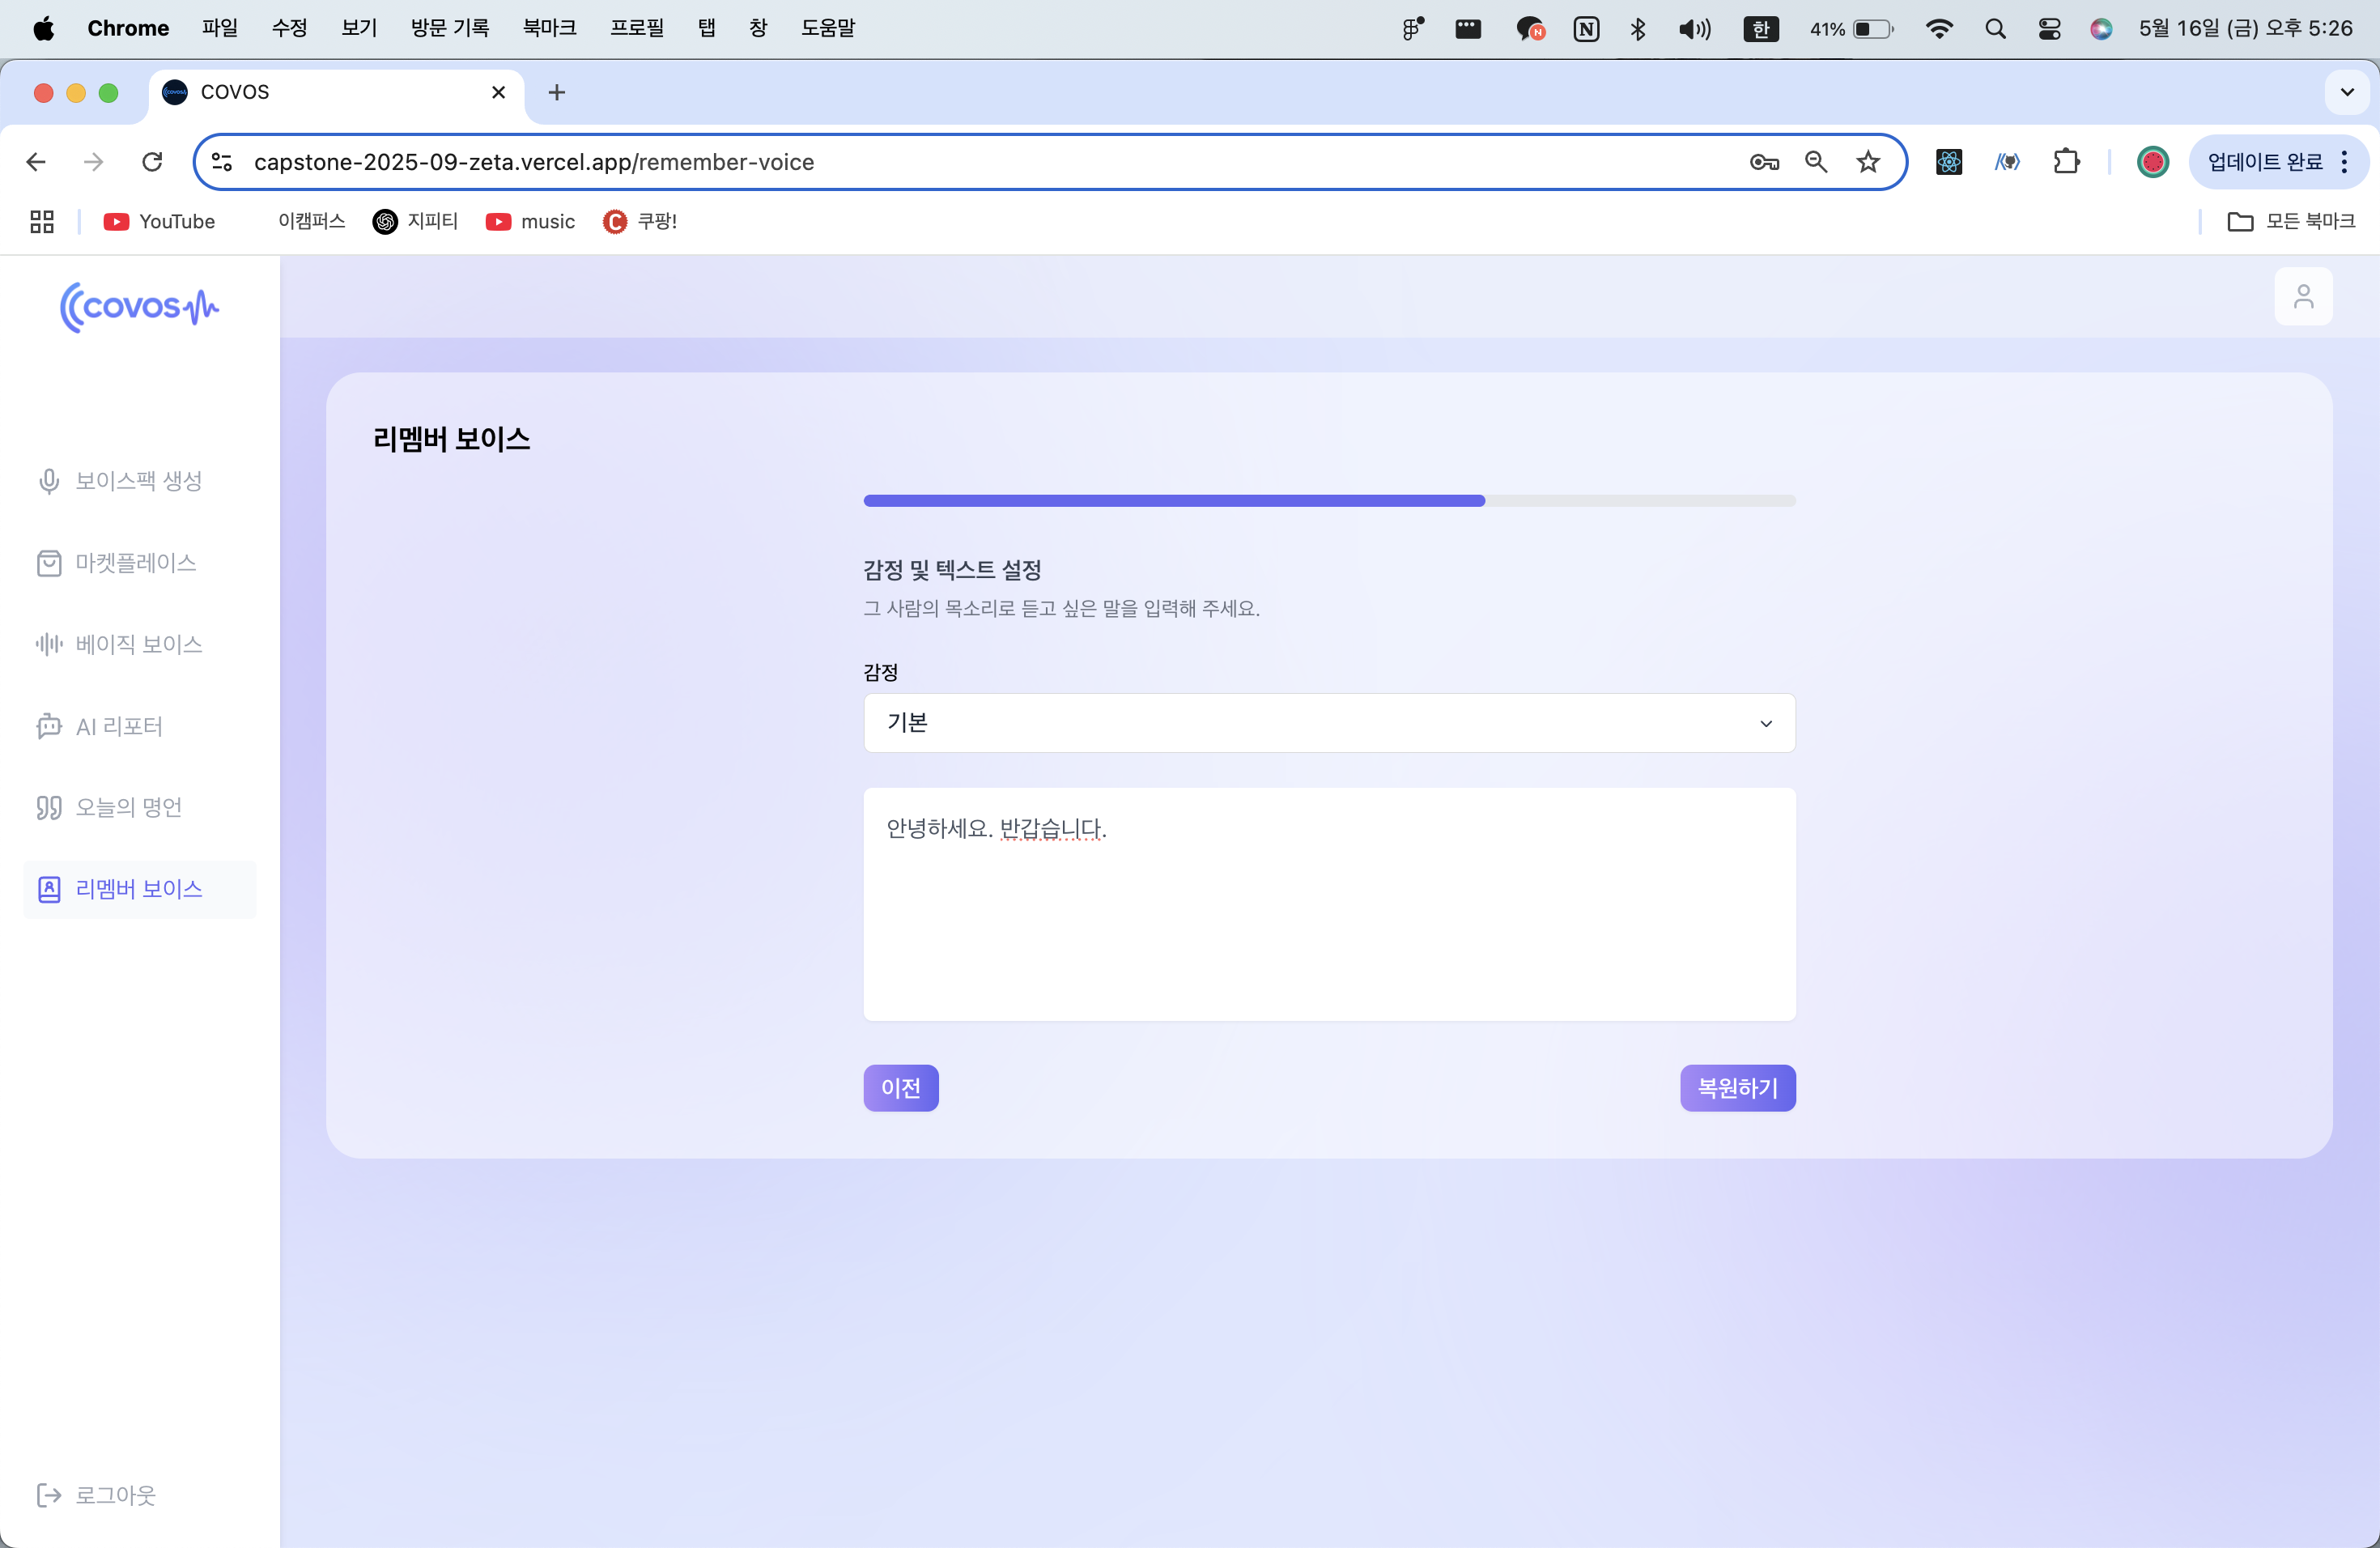 Chrome 파일 수정 보기 방문 기록 북마크 프로필 탭 창 도움말 N N 한 41% 5월 16일 (금) 오후 5:26
COVOS
capstone-2025-09-zeta.vercel.app/remember-voice 업데이트 완료
YouTube 이캠퍼스 지피티 music C 쿠팡! 모든 북마크
covos
리멤버 보이스
보이스팩 생성
마켓플레이스
베이직 보이스
AI 리포터
오늘의 명언
리멤버 보이스
로그아웃
감정 및 텍스트 설정
그 사람의 목소리로 듣고 싶은 말을 입력해 주세요.
감정
기본
안녕하세요. 반갑습니다.
이전 복원하기